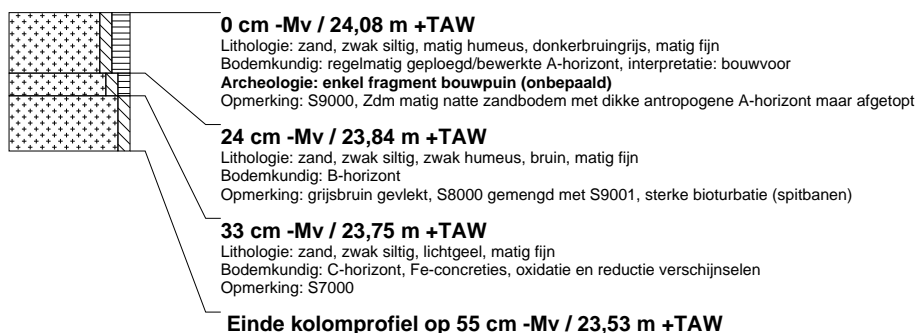 0 cm -Mv / 24,08 m +TAW
Lithologie: zand, zwak siltig, matig humeus, donkerbruingrijs, matig fijn
Bodemkundig: regelmatig geploegd/bewerkte A-horizont, interpretatie: bouwvoor
Archeologie: enkel fragment bouwpuin (onbepaald)
Opmerking: S9000, Zdm matig natte zandbodem met dikke antropogene A-horizont maar afgetopt
24 cm -Mv / 23,84 m +TAW
Lithologie: zand, zwak siltig, zwak humeus, bruin, matig fijn
Bodemkundig: B-horizont
Opmerking: grijsbruin gevlekt, S8000 gemengd met S9001, sterke bioturbatie (spitbanen)
33 cm -Mv / 23,75 m +TAW
Lithologie: zand, zwak siltig, lichtgeel, matig fijn
Bodemkundig: C-horizont, Fe-concreties, oxidatie en reductie verschijnselen
Opmerking: S7000
Einde kolomprofiel op 55 cm -Mv / 23,53 m +TAW